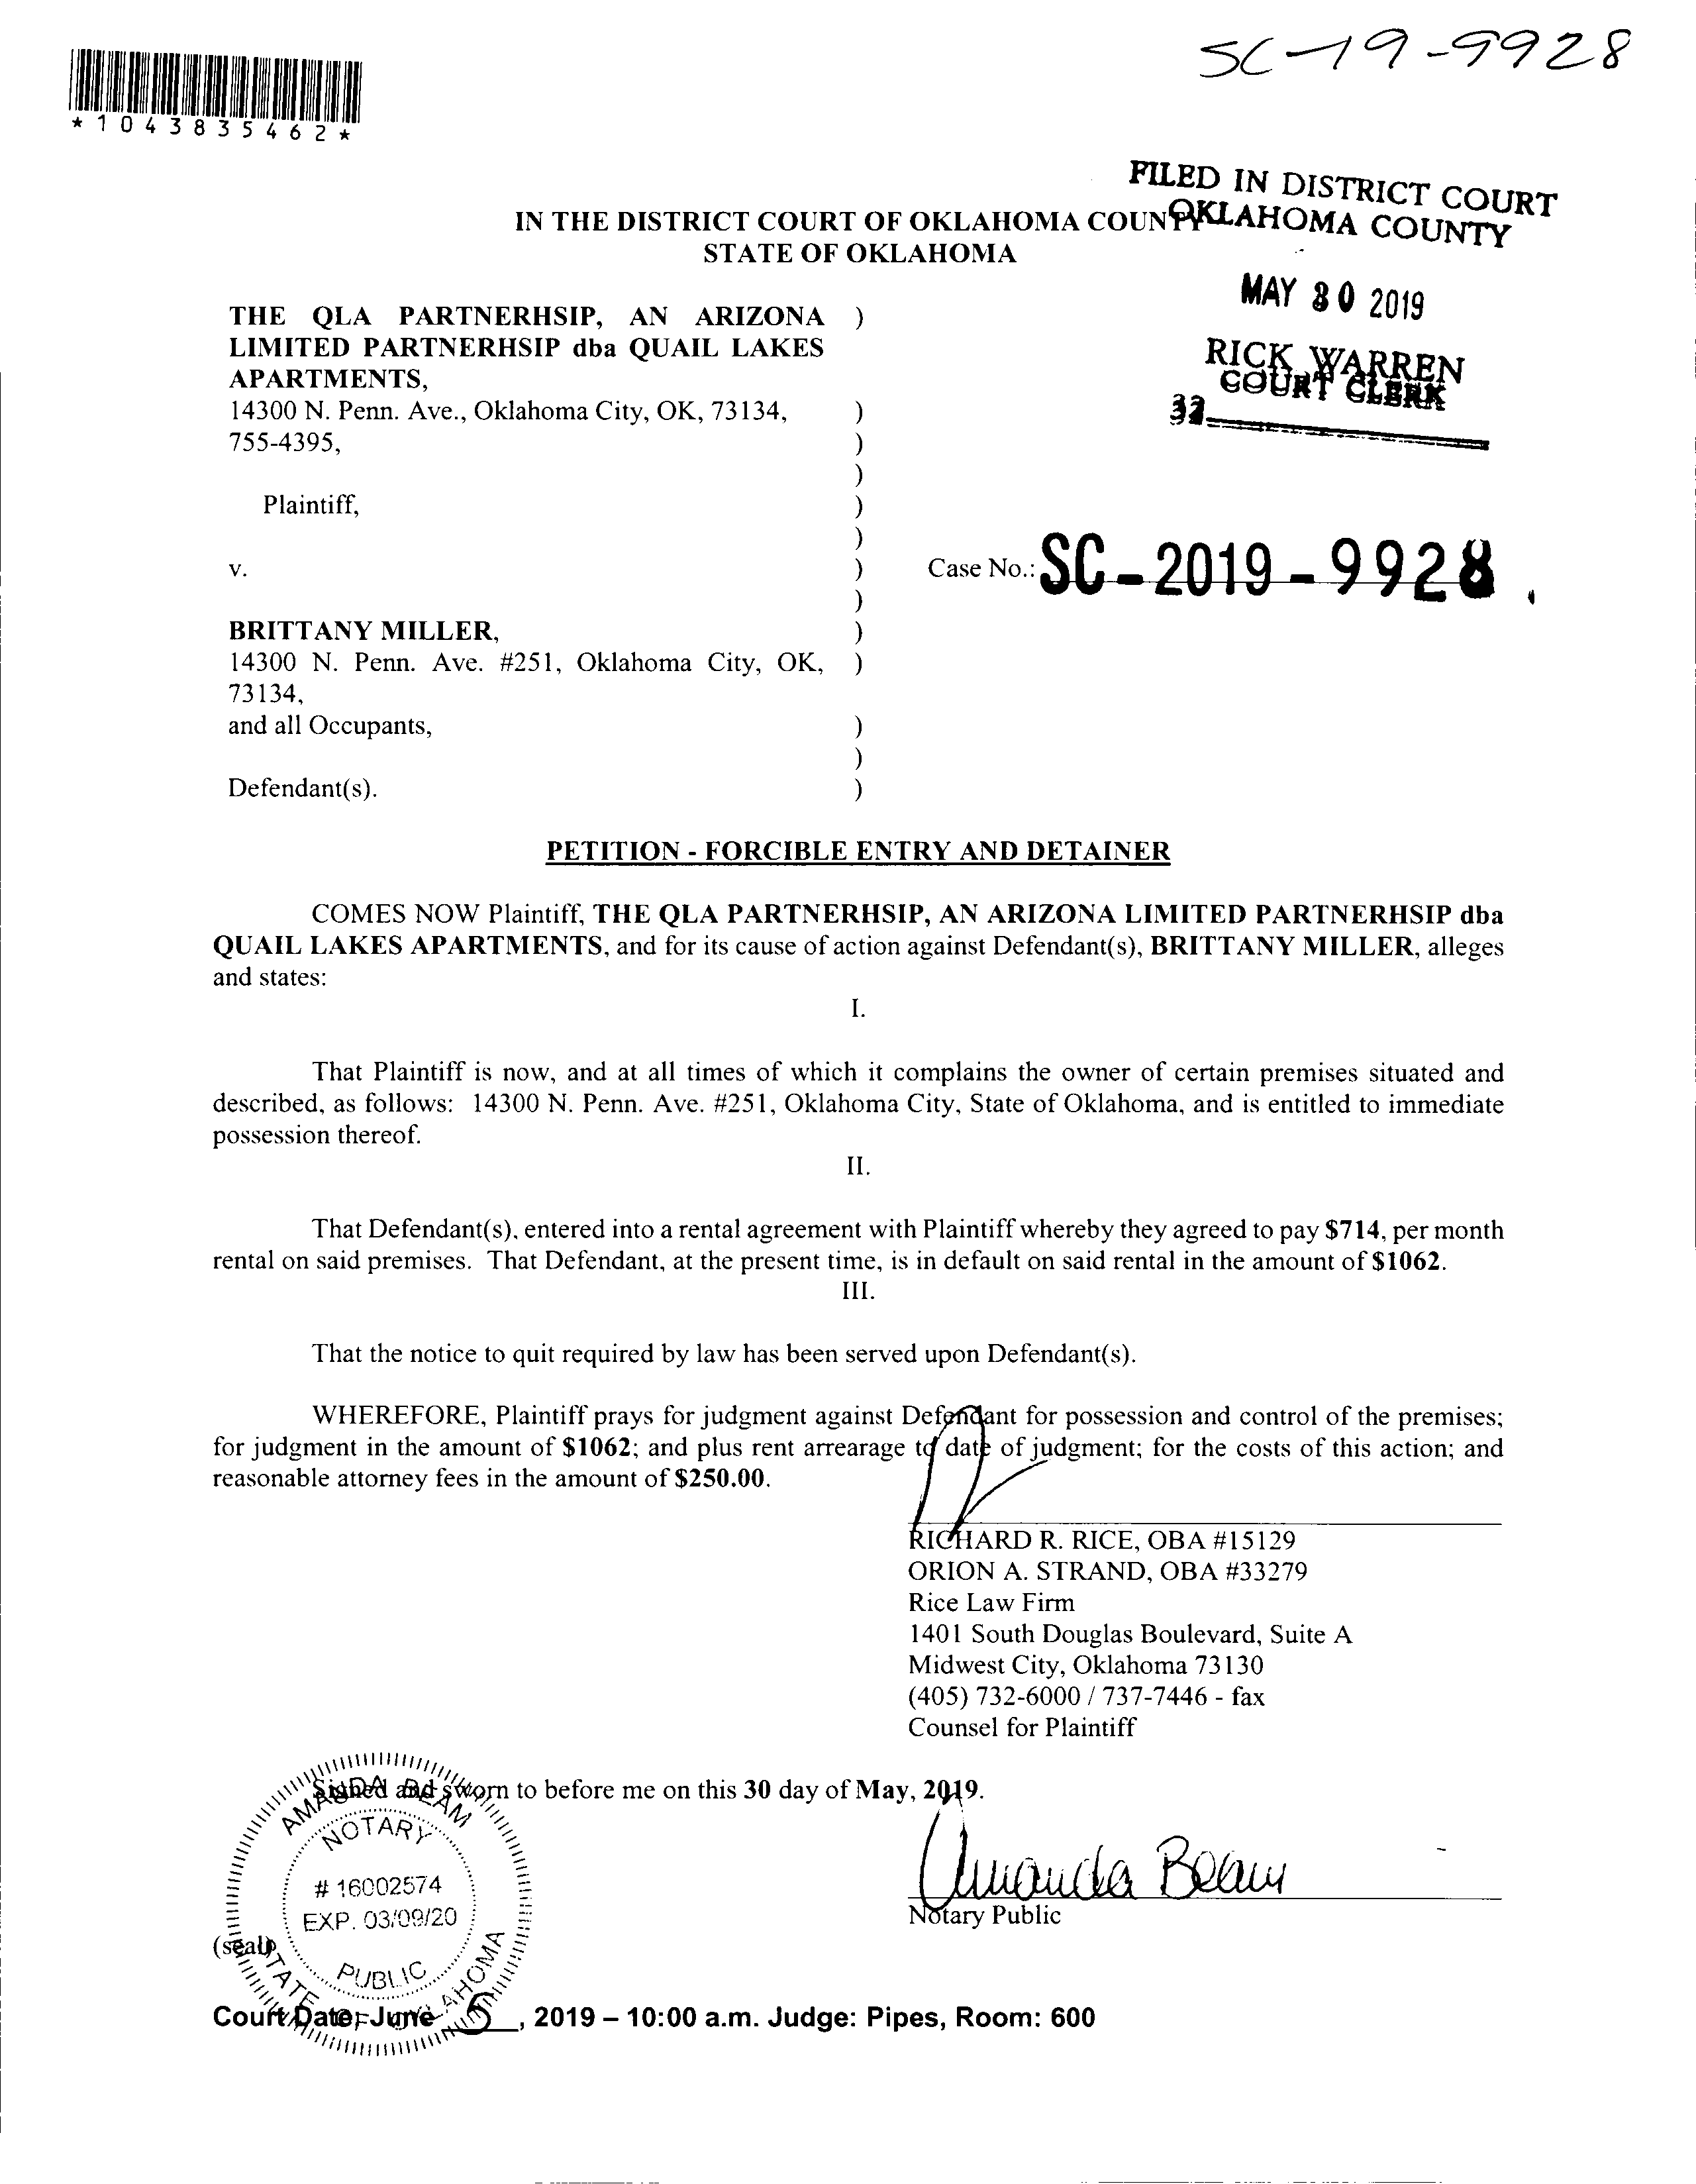 SC-19-9928
*1043835462*
FILED IN DISTRICT COURT
OKLAHOMA COUNTY
IN THE DISTRICT COURT OF OKLAHOMA COUNTY
STATE OF OKLAHOMA
MAY 30 2019
RICK WARREN
COURT CLERK
32
THE QLA PARTNERHSIP, AN ARIZONA )
LIMITED PARTNERHSIP dba QUAIL LAKES
APARTMENTS,
14300 N. Penn. Ave., Oklahoma City, OK, 73134, )
755-4395, )
)
Plaintiff, )
)
v. )
Case No.: SC-2019-9928
)
BRITTANY MILLER, )
14300 N. Penn. Ave. #251, Oklahoma City, OK, )
73134,
and all Occupants, )
)
Defendant(s). )
PETITION - FORCIBLE ENTRY AND DETAINER
COMES NOW Plaintiff, THE QLA PARTNERHSIP, AN ARIZONA LIMITED PARTNERHSIP dba
QUAIL LAKES APARTMENTS, and for its cause of action against Defendant(s), BRITTANY MILLER, alleges
and states:
I.
That Plaintiff is now, and at all times of which it complains the owner of certain premises situated and
described, as follows: 14300 N. Penn. Ave. #251, Oklahoma City, State of Oklahoma, and is entitled to immediate
possession thereof.
II.
That Defendant(s), entered into a rental agreement with Plaintiff whereby they agreed to pay $714, per month
rental on said premises. That Defendant, at the present time, is in default on said rental in the amount of $1062.
III.
That the notice to quit required by law has been served upon Defendant(s).
WHEREFORE, Plaintiff prays for judgment against Defendant for possession and control of the premises;
for judgment in the amount of $1062; and plus rent arrearage to date of judgment; for the costs of this action; and
reasonable attorney fees in the amount of $250.00.
RICHARD R. RICE, OBA #15129
ORION A. STRAND, OBA #33279
Rice Law Firm
1401 South Douglas Boulevard, Suite A
Midwest City, Oklahoma 73130
(405) 732-6000 / 737-7446 - fax
Counsel for Plaintiff
Signed and sworn to before me on this 30 day of May, 2019.
AMANDA BEAM
NOTARY
# 16002574
EXP. 03/09/20
PUBLIC
STATE OF OKLAHOMA
Amanda Beam
Notary Public
(seal)
Court Date: June 5, 2019 – 10:00 a.m. Judge: Pipes, Room: 600